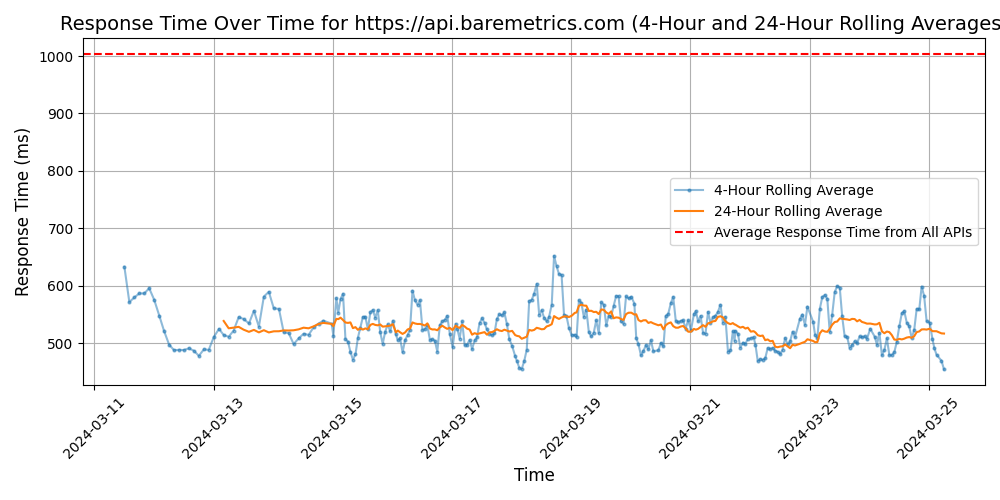 Response Time Over Time for https://api.baremetrics.com (4-Hour and 24-Hour Rolling Averages
Response Time (ms)
1000
900
800
700
600
500
4-Hour Rolling Average
24-Hour Rolling Average
Average Response Time from All APIs
2024-03-11
2024-03-13
2024-03-15
2024-03-17
2024-03-19
2024-03-21
2024-03-23
2024-03-25
Time